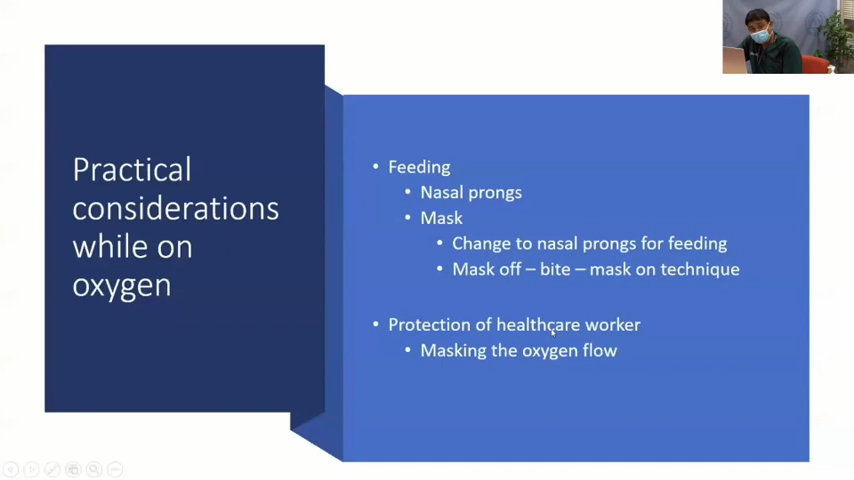 Practical
considerations
while on
oxygen
• Feeding
• Nasal prongs
• Mask
• Change to nasal prongs for feeding
• Mask off – bite – mask on technique
• Protection of healthcare worker
• Masking the oxygen flow